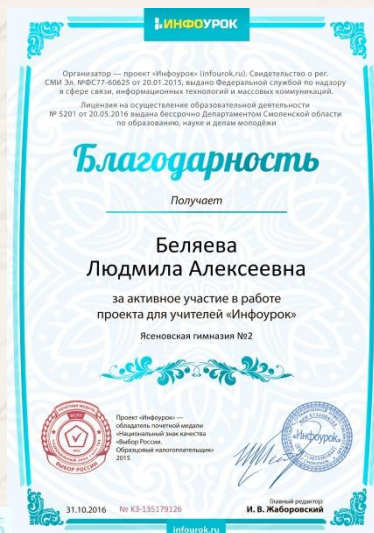 ИНФОУРОК
Организатор — проект «Инфоурок» (infourok.ru). Свидетельство о рег.
СМИ Эл. №ФС77-60625 от 20.01.2015, выдано Федеральной службой по надзору
в сфере связи, информационных технологий и массовых коммуникаций.
Лицензия на осуществление образовательной деятельности
№ 5201 от 20.05.2016 выдана бессрочно Департаментом Смоленской области
по образованию, науке и делам молодёжи
Благодарность
Получает
Беляева
Людмила Алексеевна
за активное участие в работе
проекта для учителей «Инфоурок»
Ясеновская гимназия №2
Проект «Инфоурок» —
обладатель почетной медали
«Национальный знак качества
«Выбор России.
Образцовый налогоплательщик»
2015
ВЫБОР РОССИИ
«Инфоурок»
31.10.2016 № КЗ-135179126
Главный редактор:
И. В. Жаборовский
infourok.ru